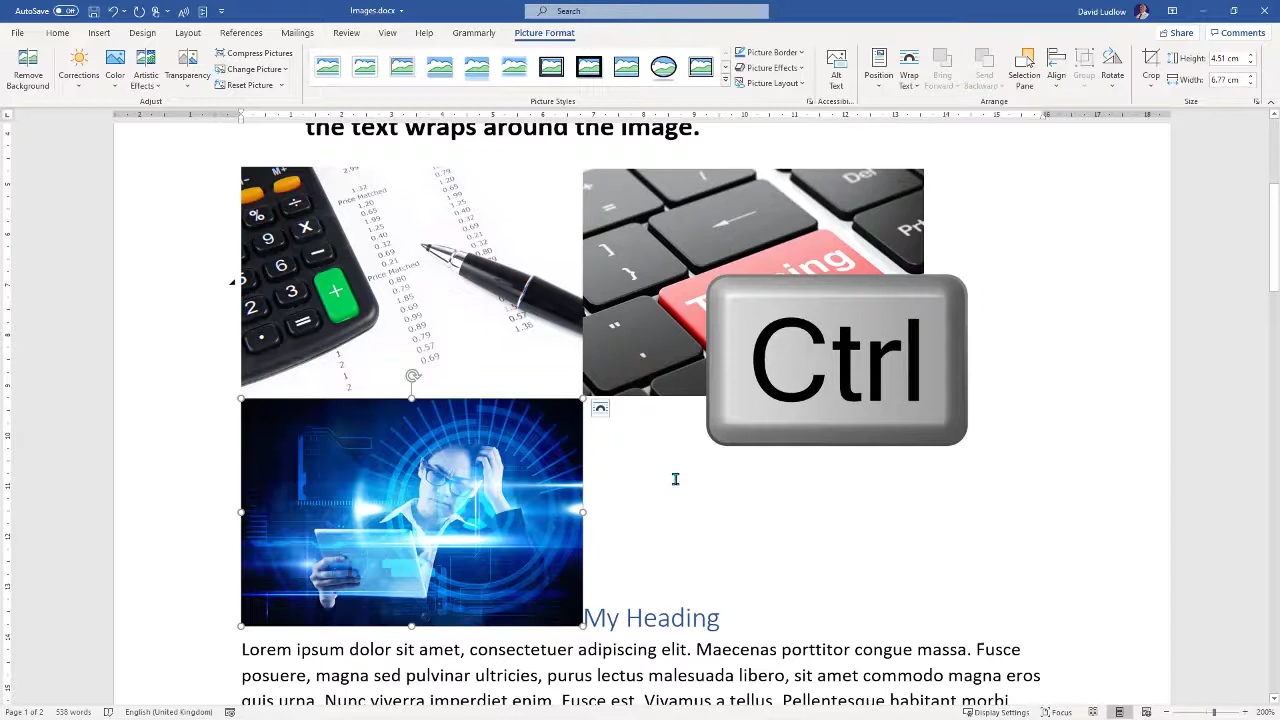 AutoSave Off Images.docx Search David Ludlow
File Home Insert Design Layout References Mailings Review View Help Grammarly Picture Format Share Comments
Remove Background
Corrections
Color
Artistic Effects
Transparency
Compress Pictures
Change Picture
Reset Picture
Picture Border
Picture Effects
Picture Layout
Alt Text
Position
Wrap Text
Bring Forward
Send Backward
Selection Pane
Align
Group
Rotate
Crop
Height: 4.51 cm
Width: 6.77 cm
Adjust Picture Styles Accessibili... Arrange Size
the text wraps around the image.
Price Matched
Price Matched
Ctrl
My Heading
Lorem ipsum dolor sit amet, consectetuer adipiscing elit. Maecenas porttitor congue massa. Fusce
posuere, magna sed pulvinar ultricies, purus lectus malesuada libero, sit amet commodo magna eros
quis urna. Nunc viverra imperdiet enim. Fusce est. Vivamus a tellus. Pellentesque habitant morbi
Page 1 of 2 538 words English (United Kingdom) Display Settings Focus 200%